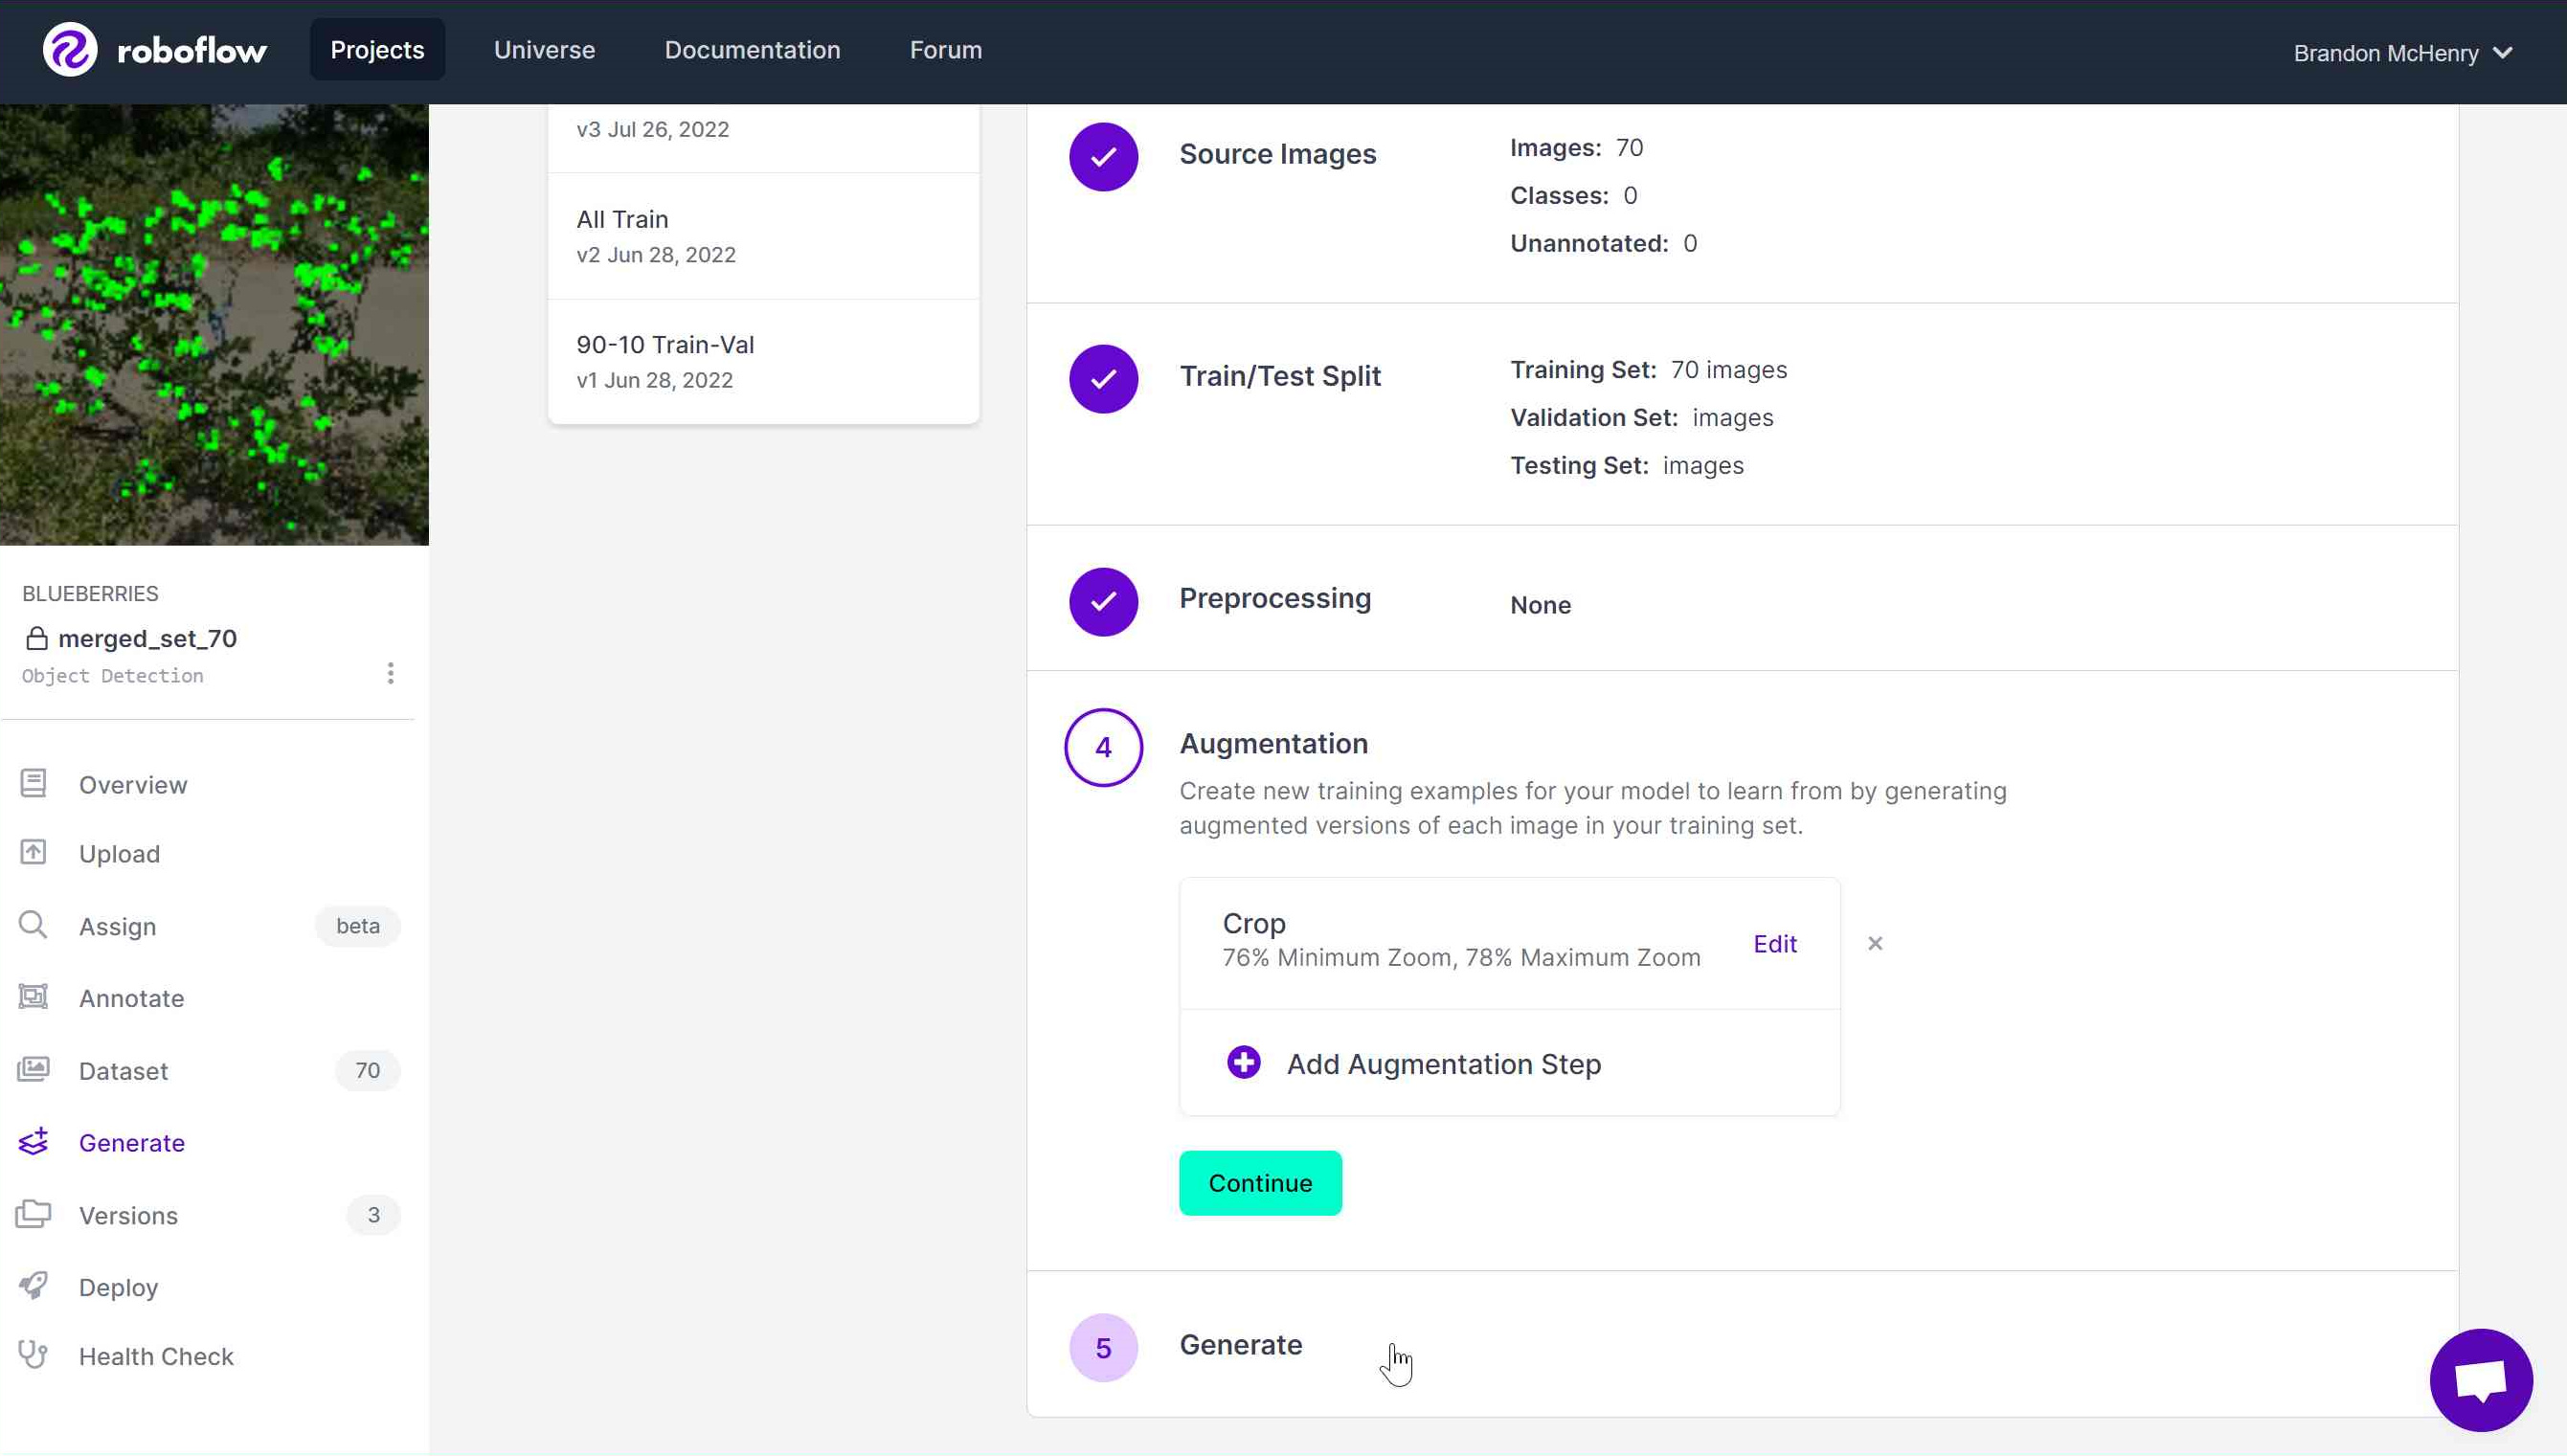 roboflow
Projects
Universe
Documentation
Forum
Brandon McHenry
BLUEBERRIES
merged_set_70
Object Detection
Overview
Upload
Assign
beta
Annotate
Dataset
70
Generate
Versions
3
Deploy
Health Check
v3 Jul 26, 2022
All Train
v2 Jun 28, 2022
90-10 Train-Val
v1 Jun 28, 2022
Source Images
Images: 70
Classes: 0
Unannotated: 0
Train/Test Split
Training Set: 70 images
Validation Set: images
Testing Set: images
Preprocessing
None
4
Augmentation
Create new training examples for your model to learn from by generating
augmented versions of each image in your training set.
Crop
76% Minimum Zoom, 78% Maximum Zoom
Edit
Add Augmentation Step
Continue
5
Generate